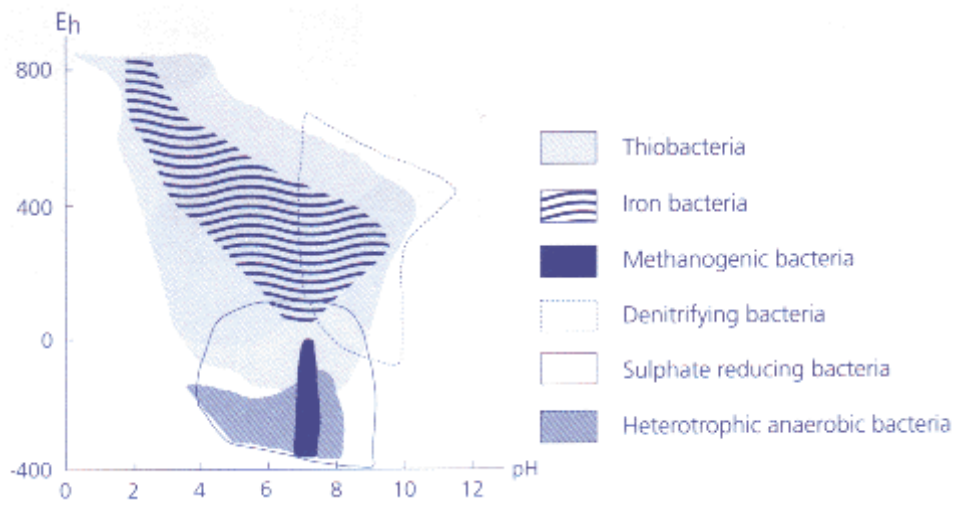 Eh
800
400
0
-400
0 2 4 6 8 10 12
pH
Thiobacteria
Iron bacteria
Methanogenic bacteria
Denitrifying bacteria
Sulphate reducing bacteria
Heterotrophic anaerobic bacteria